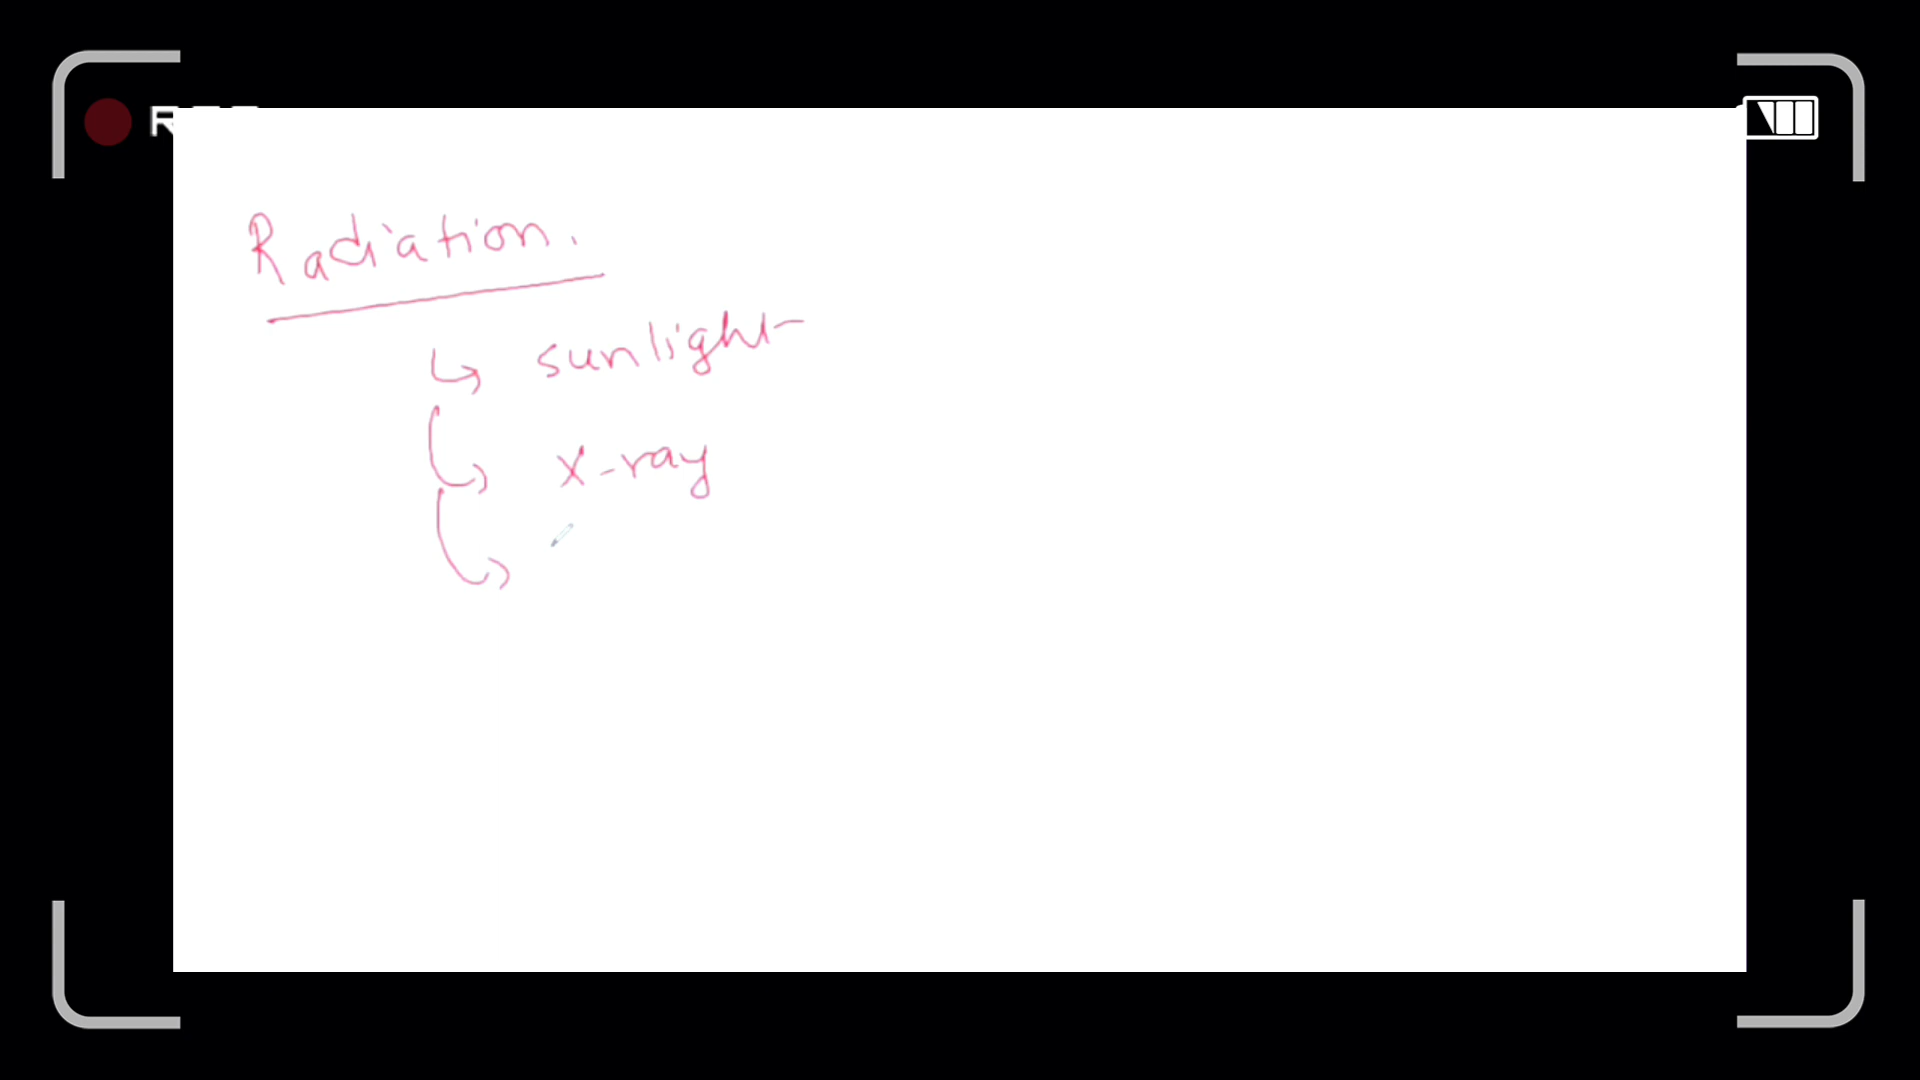 Radiation.
↳ sunlight
↳ x-ray
↳